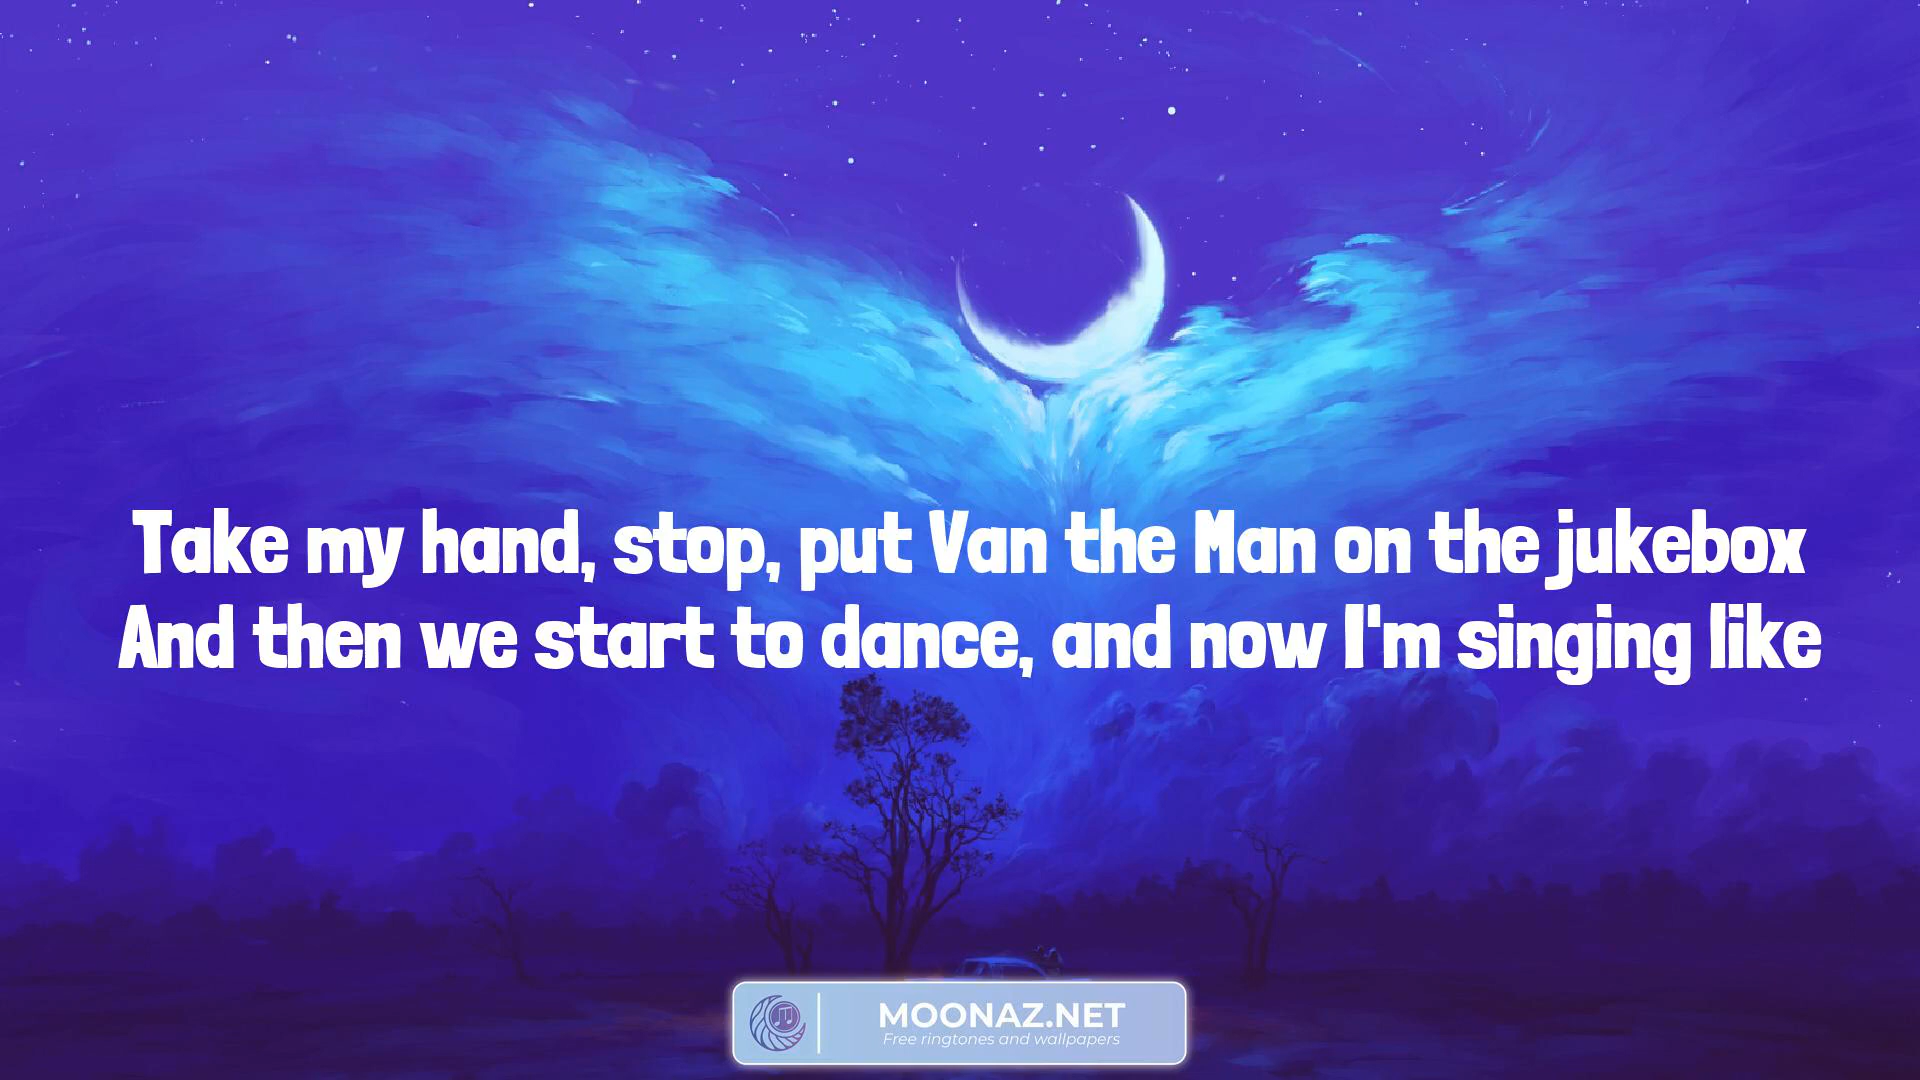 Take my hand, stop, put Van the Man on the jukebox
And then we start to dance, and now I'm singing like
MOONAZ.NET
Free ringtones and wallpapers